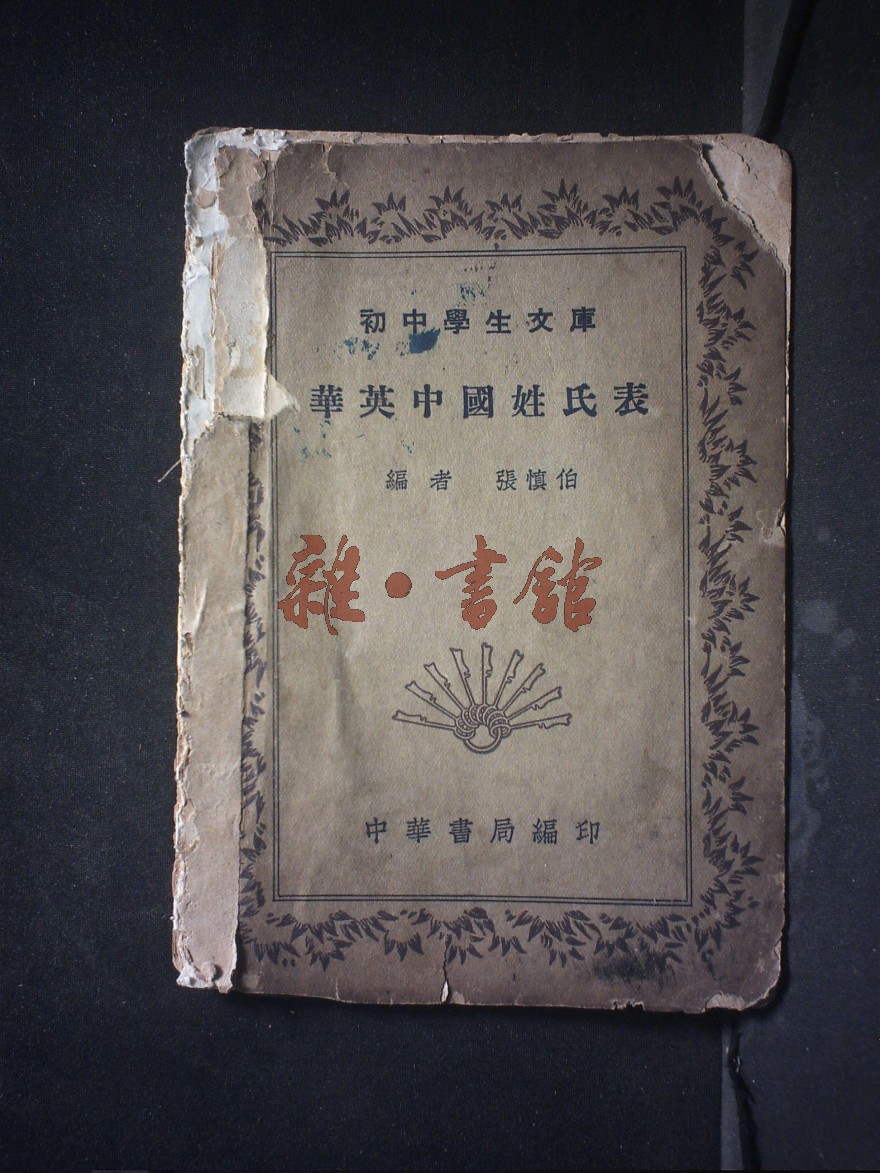 初中學生文庫
華英中國姓氏表
編者 張慎伯
雜·書館
中華書局編印